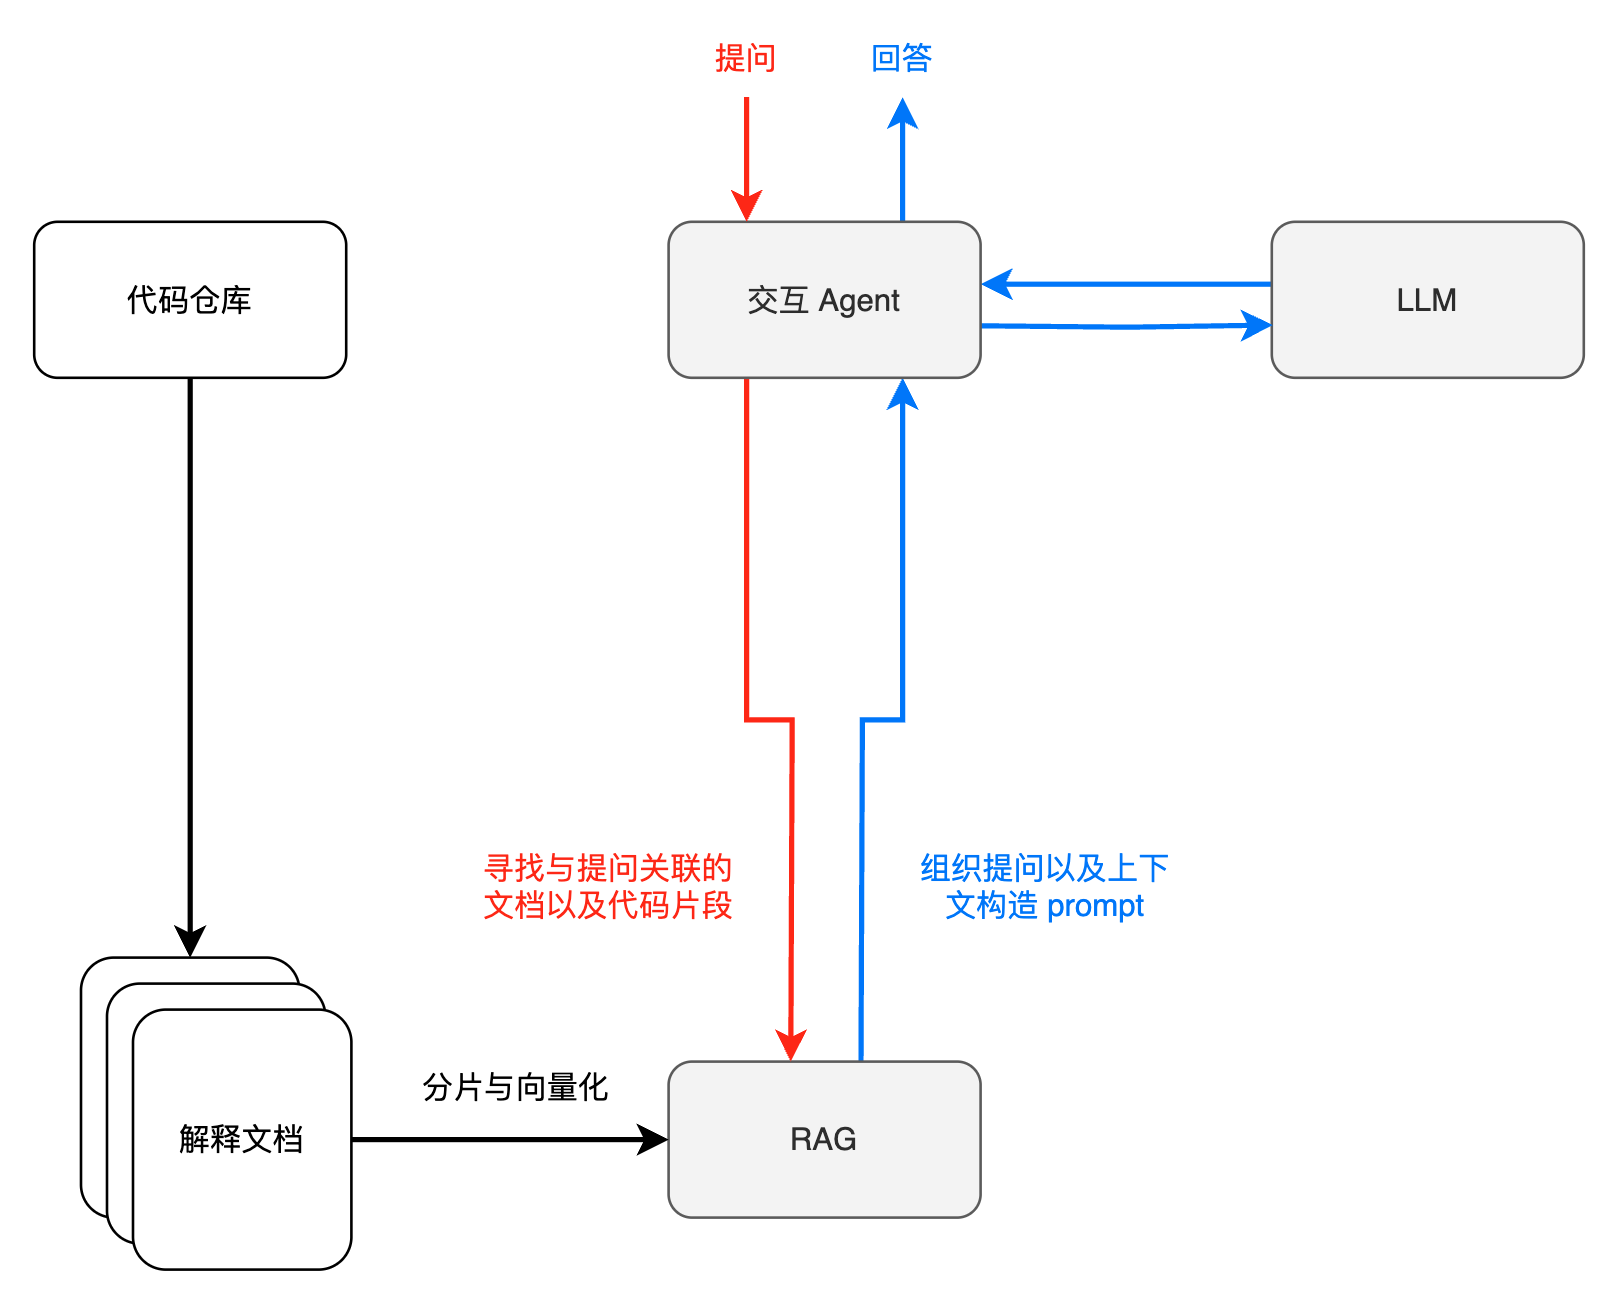 提问
回答
代码仓库
交互 Agent
LLM
寻找与提问关联的
文档以及代码片段
组织提问以及上下
文构造 prompt
分片与向量化
解释文档
RAG